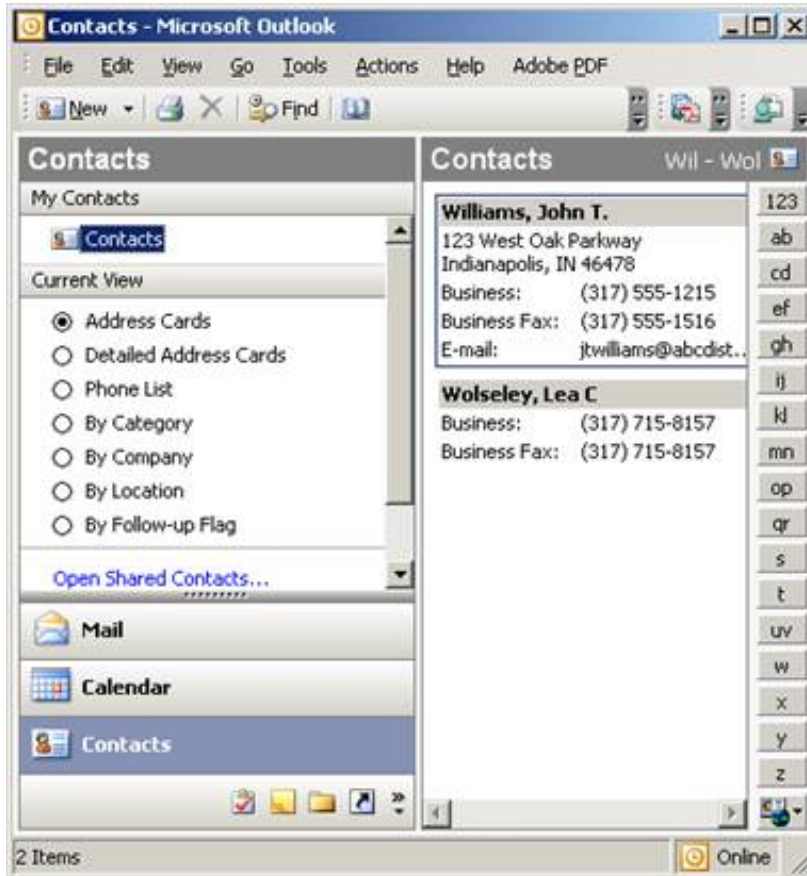 Contacts - Microsoft Outlook
File Edit View Go Tools Actions Help Adobe PDF
New Find
Contacts
My Contacts
Contacts
Current View
Address Cards
Detailed Address Cards
Phone List
By Category
By Company
By Location
By Follow-up Flag
Open Shared Contacts...
Mail
Calendar
Contacts
Contacts Wil - Wol
Williams, John T.
123 West Oak Parkway
Indianapolis, IN 46478
Business: (317) 555-1215
Business Fax: (317) 555-1516
E-mail: jtwilliams@abcdist...
Wolseley, Lea C
Business: (317) 715-8157
Business Fax: (317) 715-8157
123
ab
cd
ef
gh
ij
kl
mn
op
qr
s
t
uv
w
x
y
z
2 Items
Online